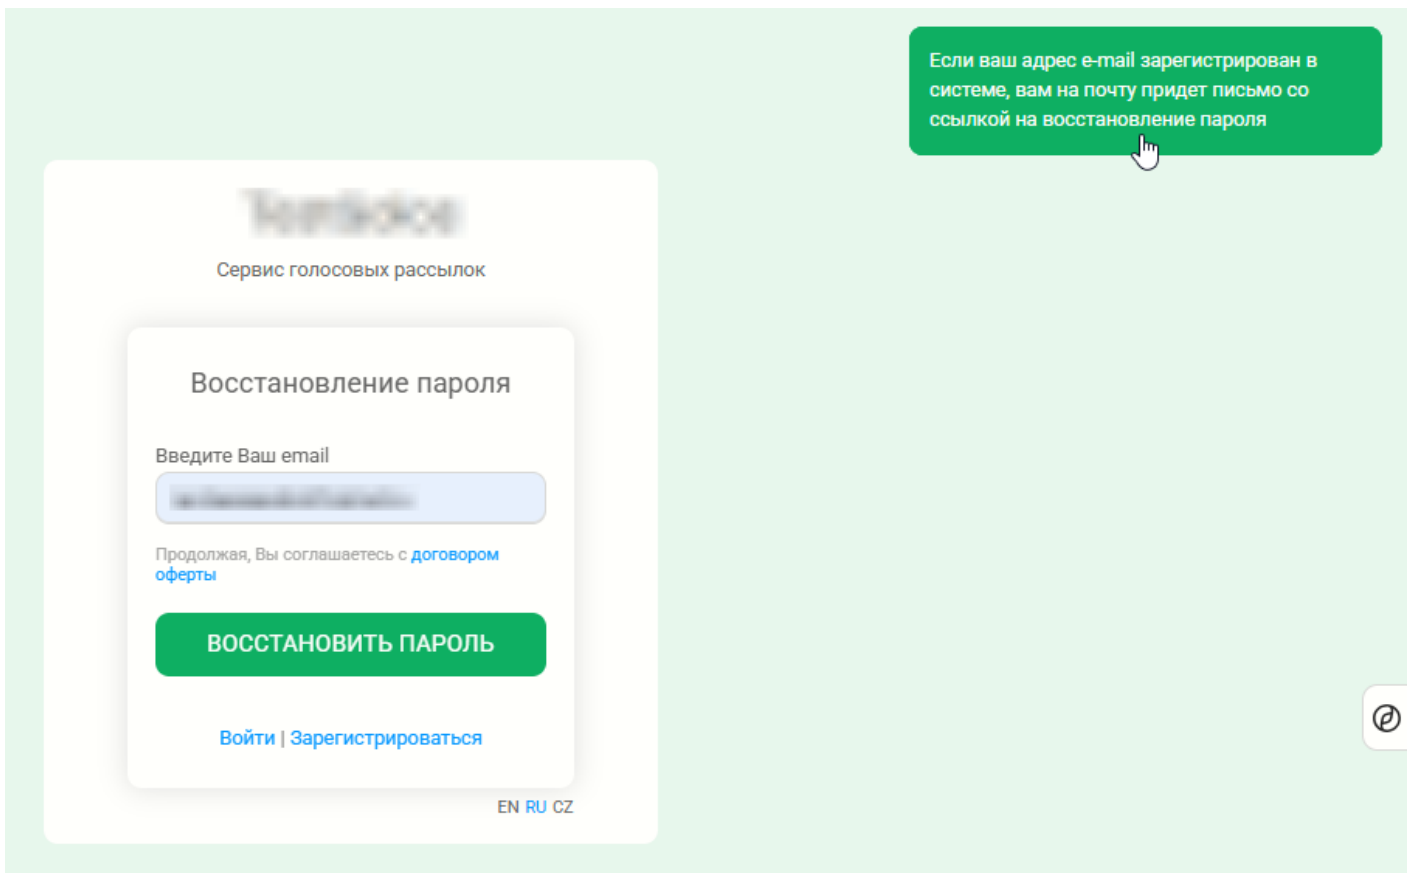 Если ваш адрес e-mail зарегистрирован в
системе, вам на почту придет письмо со
ссылкой на восстановление пароля
Сервис голосовых рассылок
Восстановление пароля
Введите Ваш email
Продолжая, Вы соглашаетесь с договором
оферты
ВОССТАНОВИТЬ ПАРОЛЬ
Войти | Зарегистрироваться
EN RU CZ